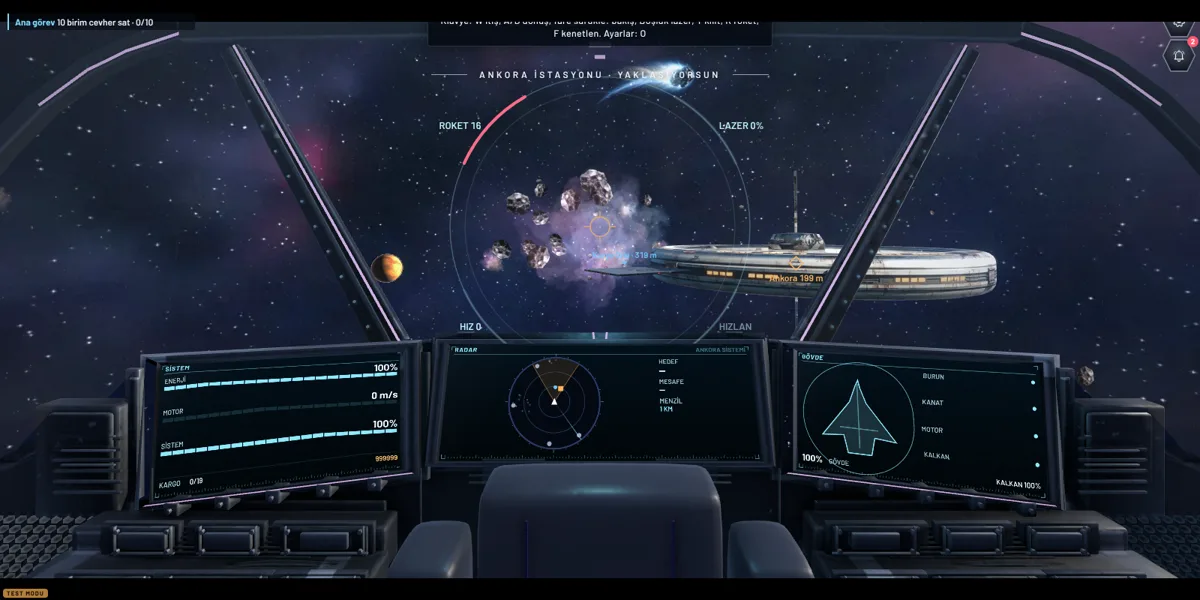 Ana görev 10 birim cevher sat · 0/10
F kenetlen. Ayarlar: O
2
ANKORA İSTASYONU · YAKLAŞIYORSUN
ROKET 16
LAZER 0%
319 m
Ankora 199 m
HIZ 0
HIZLAN
SİSTEM
100%
ENERJİ
0 m/s
MOTOR
100%
SİSTEM
999999
KARGO 0/19
RADAR
ANKORA SİSTEMİ
HEDEF
—
MESAFE
—
MENZİL
1 KM
GÖVDE
BURUN
KANAT
MOTOR
KALKAN
100% GÖVDE
KALKAN 100%
TEST MODU